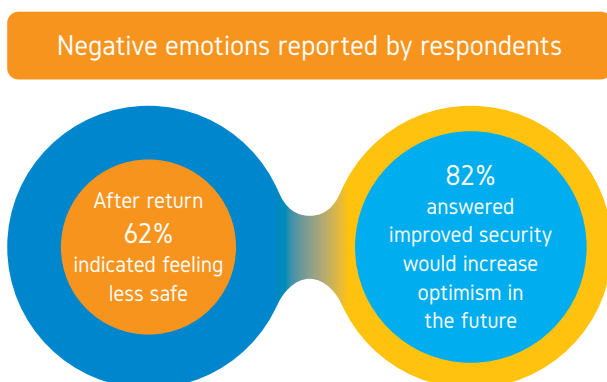 Negative emotions reported by respondents
After return
62%
indicated feeling
less safe
82%
answered
improved security
would increase
optimism in
the future